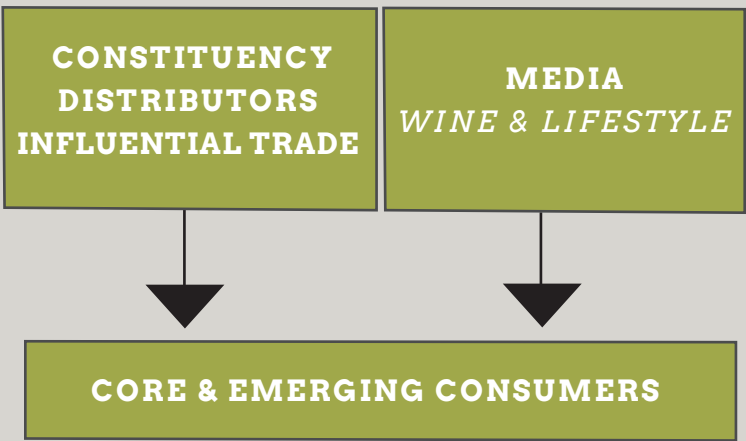 CONSTITUENCY
DISTRIBUTORS
INFLUENTIAL TRADE
MEDIA
WINE & LIFESTYLE
CORE & EMERGING CONSUMERS